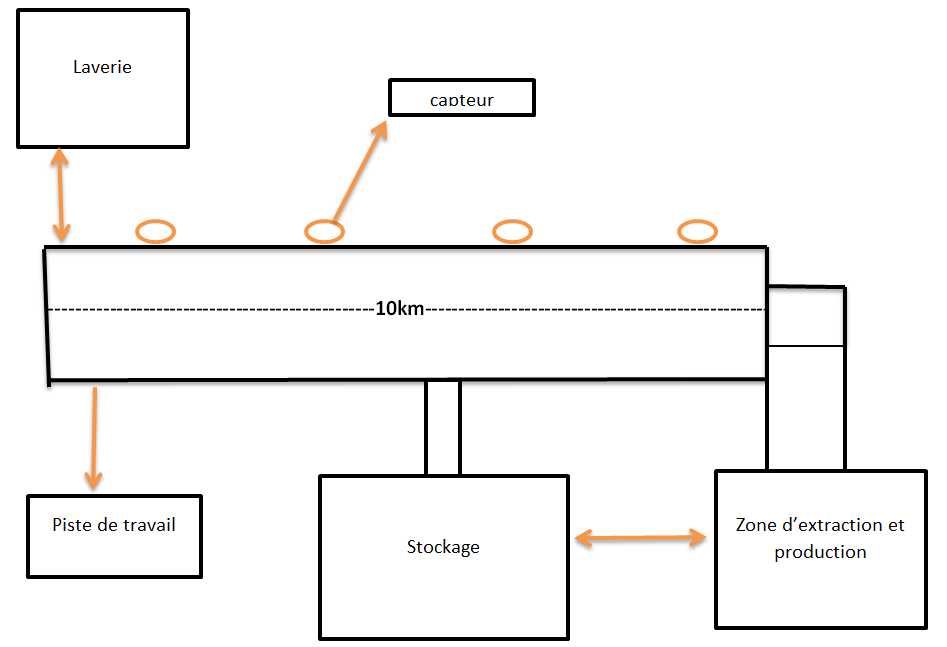 Laverie
capteur
10km
Piste de travail
Stockage
Zone d’extraction et
production